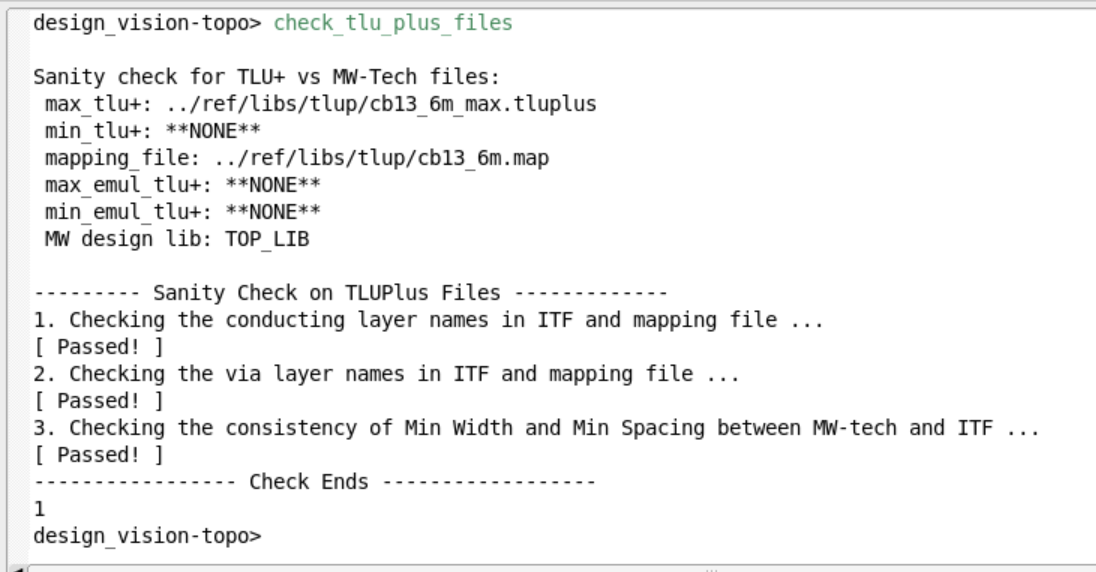 design_vision-topo> check_tlu_plus_files
Sanity check for TLU+ vs MW-Tech files:
max_tlu+: ../ref/libs/tlup/cb13_6m_max.tluplus
min_tlu+: **NONE**
mapping_file: ../ref/libs/tlup/cb13_6m.map
max_emul_tlu+: **NONE**
min_emul_tlu+: **NONE**
MW design lib: TOP_LIB
--------- Sanity Check on TLUPlus Files -------------
1. Checking the conducting layer names in ITF and mapping file ...
[ Passed! ]
2. Checking the via layer names in ITF and mapping file ...
[ Passed! ]
3. Checking the consistency of Min Width and Min Spacing between MW-tech and ITF ...
[ Passed! ]
----------------- Check Ends ------------------
1
design_vision-topo>